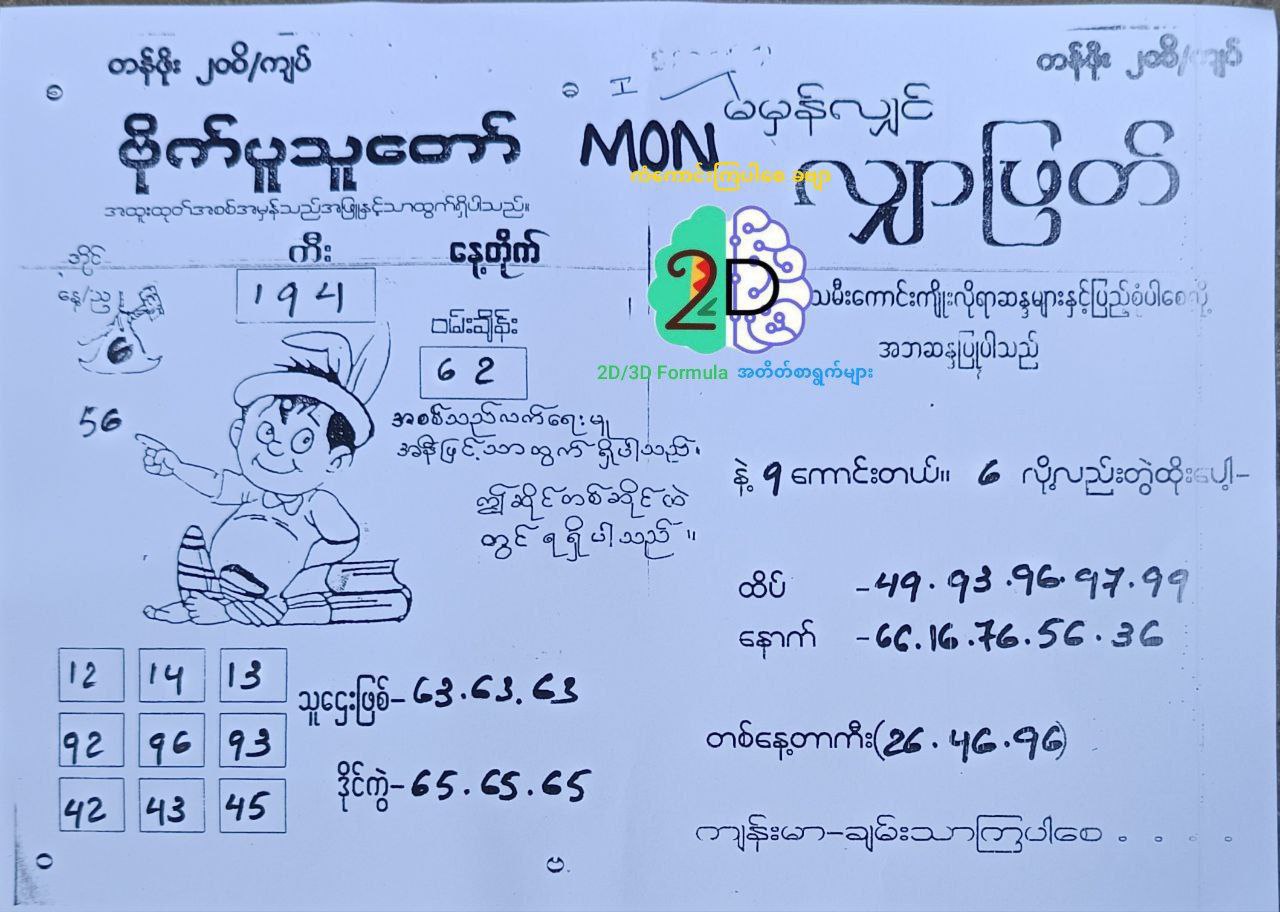 တန်ဖိုး ၂၀၀ိ/ကျပ်
ဗိုက်ပူသူတော်
အထူးထုတ်အစစ်အမှန်သည်အဖြူနှင့်သာထွက်ရှိပါသည်။
အပိုင်
ကီး
နေ့တိုက်
နေ့/ည
194
6
ဝမ်းချိန်း
62
56
အစစ်သည်လက်ရေးမူ
အနီဖြင့်သာထွက်ရှိပါသည်။
ဤဆိုင်တစ်ဆိုင်ထဲ
တွင်ရရှိပါသည်။
12 14 13
92 96 93
42 43 45
သူဌေးဖြစ်–63.63.63
ဒိုင်ကွဲ–65.65.65
တန်ဖိုး ၂၀၀ိ/ကျပ်
MON
မမှန်လျှင်
လျှာဖြတ်
ကံကောင်းကြပါစေ ခဗျာ
2D
2D/3D Formula အတိတ်စာရွက်များ
သမီးကောင်းကျိုးလိုရာဆန္ဒများနှင့်ပြည့်စုံပါစေလို့
အဘဆန္ဒပြုပါသည်
နဲ့ 9 ကောင်းတယ်။ 6 လို့လည်းတွဲထိုးပေါ့–
ထိပ် –49.93.96.97.99
နောက် –66.16.76.56.36
တစ်နေ့တာကီး(26.46.96)
ကျန်းမာ–ချမ်းသာကြပါစေ . . . .